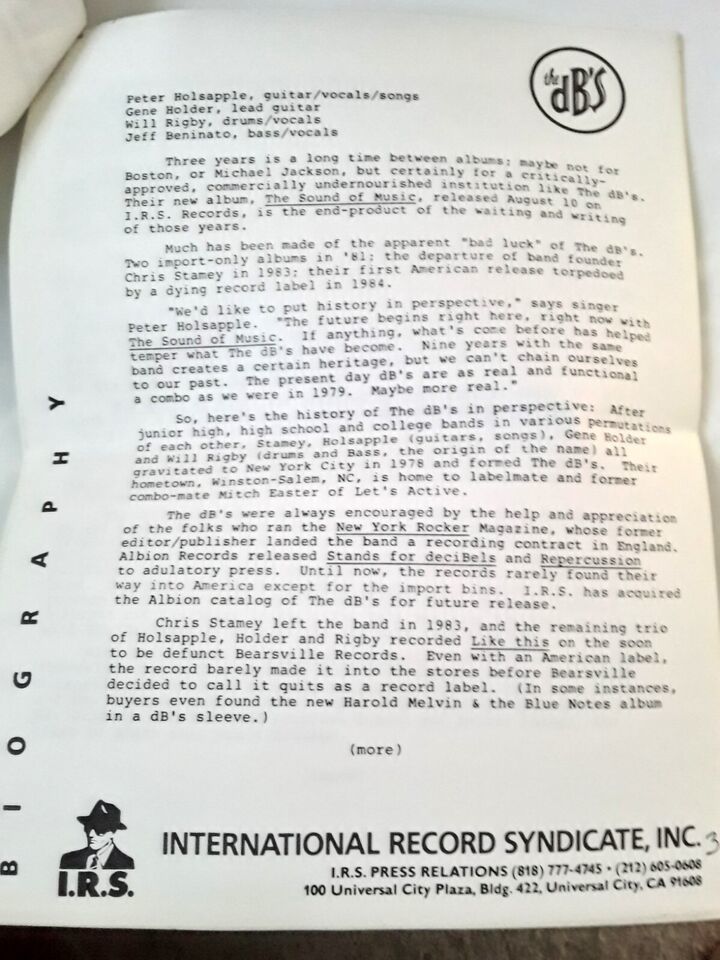 the dB's
Peter Holsapple, guitar/vocals/songs
Gene Holder, lead guitar
Will Rigby, drums/vocals
Jeff Beninato, bass/vocals
Three years is a long time between albums; maybe not for
Boston, or Michael Jackson, but certainly for a critically-
approved, commercially undernourished institution like The dB's.
Their new album, The Sound of Music, released August 10 on
I.R.S. Records, is the end-product of the waiting and writing
of those years.
Much has been made of the apparent "bad luck" of The dB's.
Two import-only albums in '81; the departure of band founder
Chris Stamey in 1983; their first American release torpedoed
by a dying record label in 1984.
"We'd like to put history in perspective," says singer
Peter Holsapple. "The future begins right here, right now with
The Sound of Music. If anything, what's come before has helped
temper what The dB's have become. Nine years with the same
band creates a certain heritage, but we can't chain ourselves
to our past. The present day dB's are as real and functional
a combo as we were in 1979. Maybe more real."
So, here's the history of The dB's in perspective: After
junior high, high school and college bands in various permutations
of each other, Stamey, Holsapple (guitars, songs), Gene Holder
and Will Rigby (drums and Bass, the origin of the name) all
gravitated to New York City in 1978 and formed The dB's. Their
hometown, Winston-Salem, NC, is home to labelmate and former
combo-mate Mitch Easter of Let's Active.
The dB's were always encouraged by the help and appreciation
of the folks who ran the New York Rocker Magazine, whose former
editor/publisher landed the band a recording contract in England.
Albion Records released Stands for deciBels and Repercussion
to adulatory press. Until now, the records rarely found their
way into America except for the import bins. I.R.S. has acquired
the Albion catalog of The dB's for future release.
Chris Stamey left the band in 1983, and the remaining trio
of Holsapple, Holder and Rigby recorded Like this on the soon
to be defunct Bearsville Records. Even with an American label,
the record barely made it into the stores before Bearsville
decided to call it quits as a record label. (In some instances,
buyers even found the new Harold Melvin & the Blue Notes album
in a dB's sleeve.)
(more)
BIOGRAPHY
I.R.S.
INTERNATIONAL RECORD SYNDICATE, INC. 3
I.R.S. PRESS RELATIONS (818) 777-4745 • (212) 605-0608
100 Universal City Plaza, Bldg. 422, Universal City, CA 91608